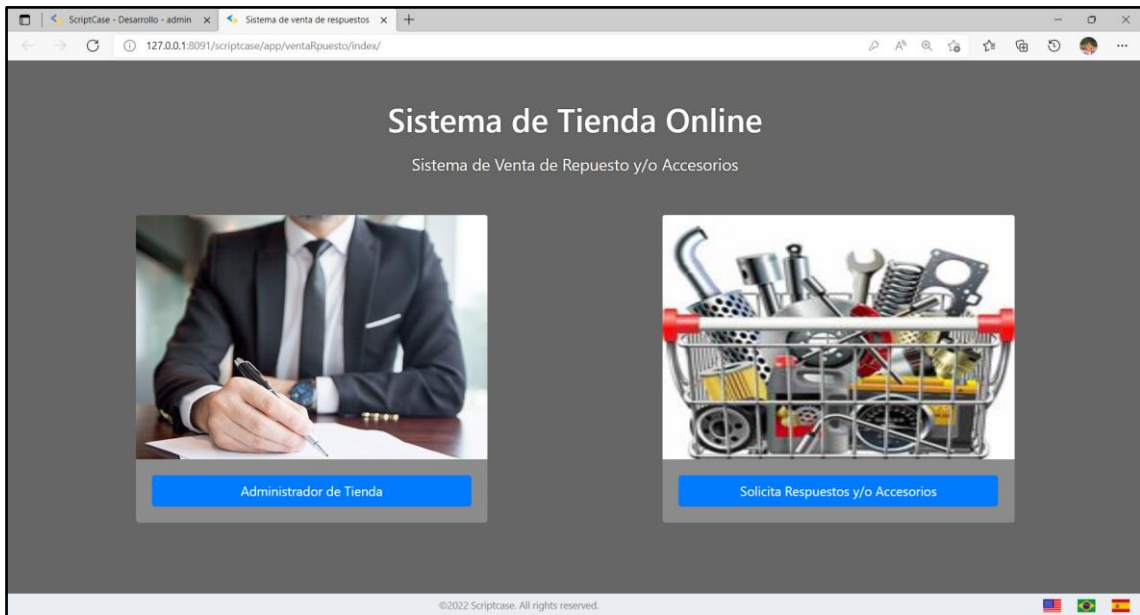 ScriptCase - Desarrollo - admin
Sistema de venta de respuestos
127.0.0.1:8091/scriptcase/app/ventaRpuesto/index/
Sistema de Tienda Online
Sistema de Venta de Repuesto y/o Accesorios
Administrador de Tienda
Solicita Respuestos y/o Accesorios
©2022 Scriptcase. All rights reserved.